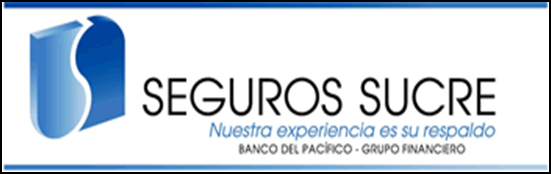 SEGUROS SUCRE
Nuestra experiencia es su respaldo
BANCO DEL PACÍFICO - GRUPO FINANCIERO